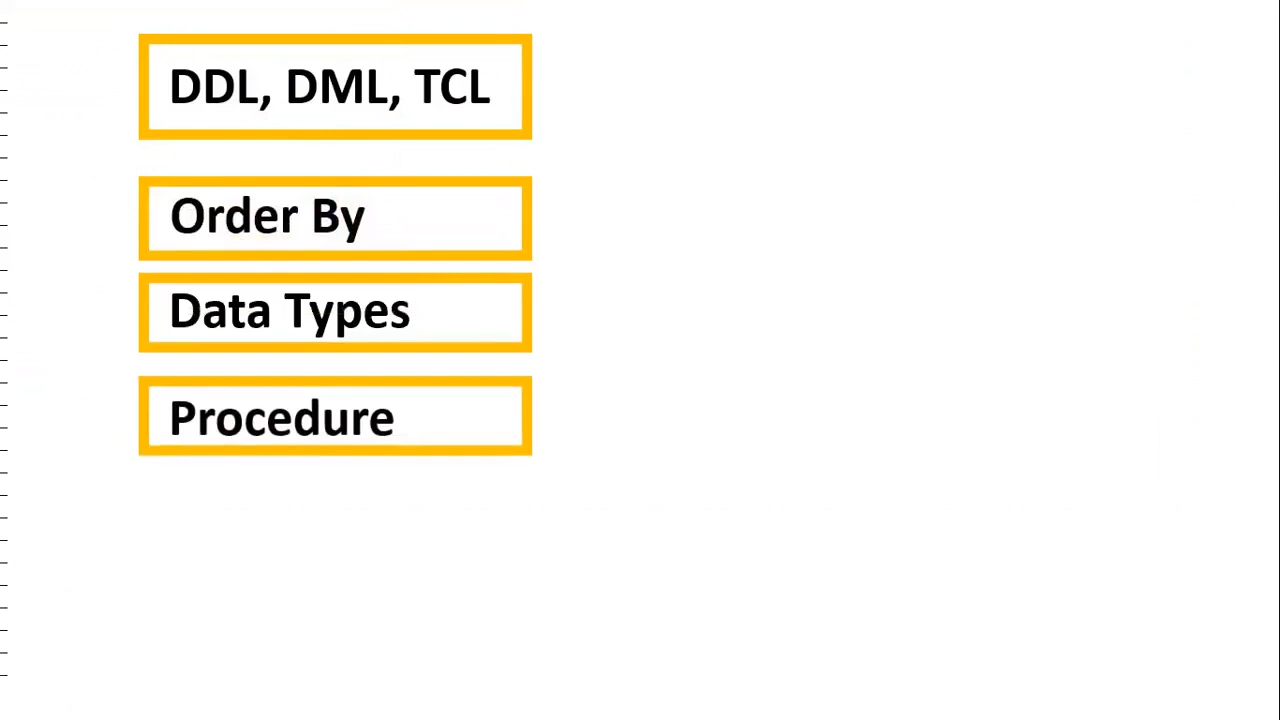 DDL, DML, TCL
Order By
Data Types
Procedure